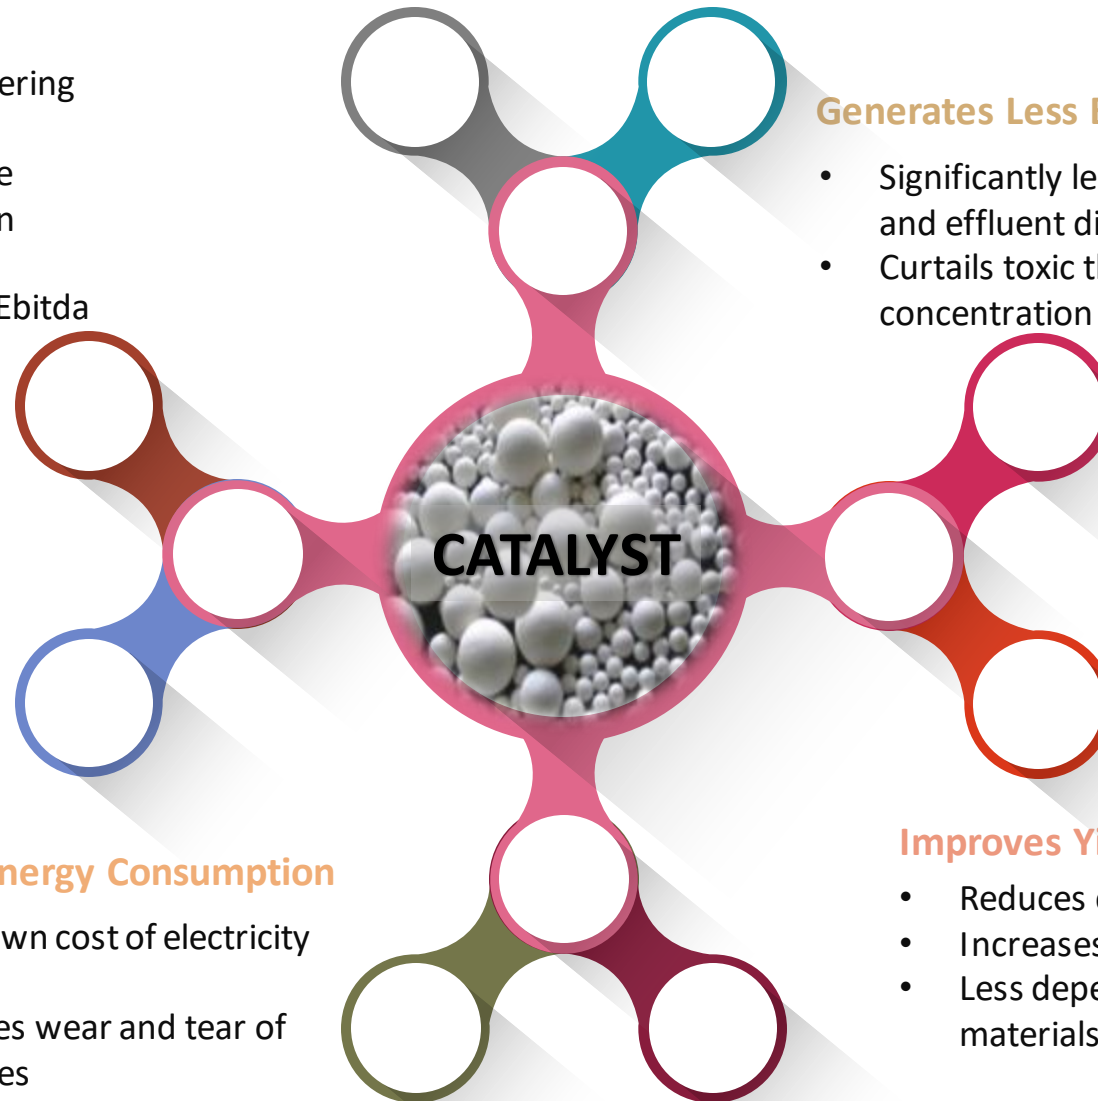 ering
e
n
Ebitda
Generates Less E
• Significantly le
and effluent di
• Curtails toxic t
concentration
CATALYST
nergy Consumption
wn cost of electricity
es wear and tear of
es
Improves Yi
• Reduces
• Increases
• Less depe
materials